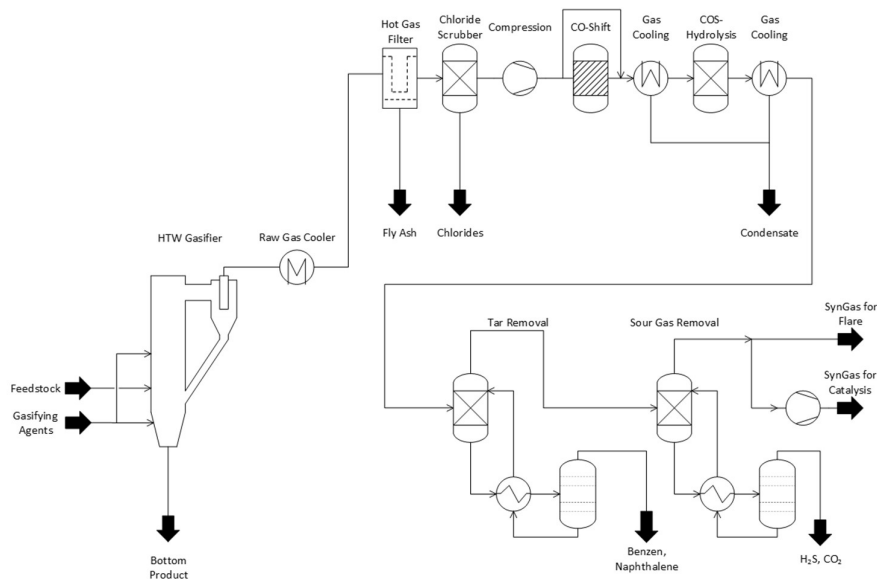 Hot Gas
Filter
Chloride
Scrubber
Compression
CO-Shift
Gas
Cooling
COS-
Hydrolysis
Gas
Cooling
Fly Ash
Chlorides
Condensate
HTW Gasifier
Raw Gas Cooler
Feedstock
Gasifying
Agents
Bottom
Product
Tar Removal
Sour Gas Removal
SynGas for
Flare
SynGas for
Catalysis
Benzen,
Naphthalene
H₂S, CO₂